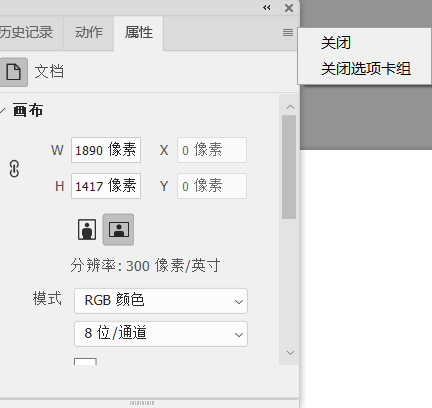 历史记录 动作 属性
关闭
关闭选项卡组
文档
画布
W 1890 像素 X 0 像素
H 1417 像素 Y 0 像素
分辨率: 300 像素/英寸
模式 RGB 颜色
8 位/通道